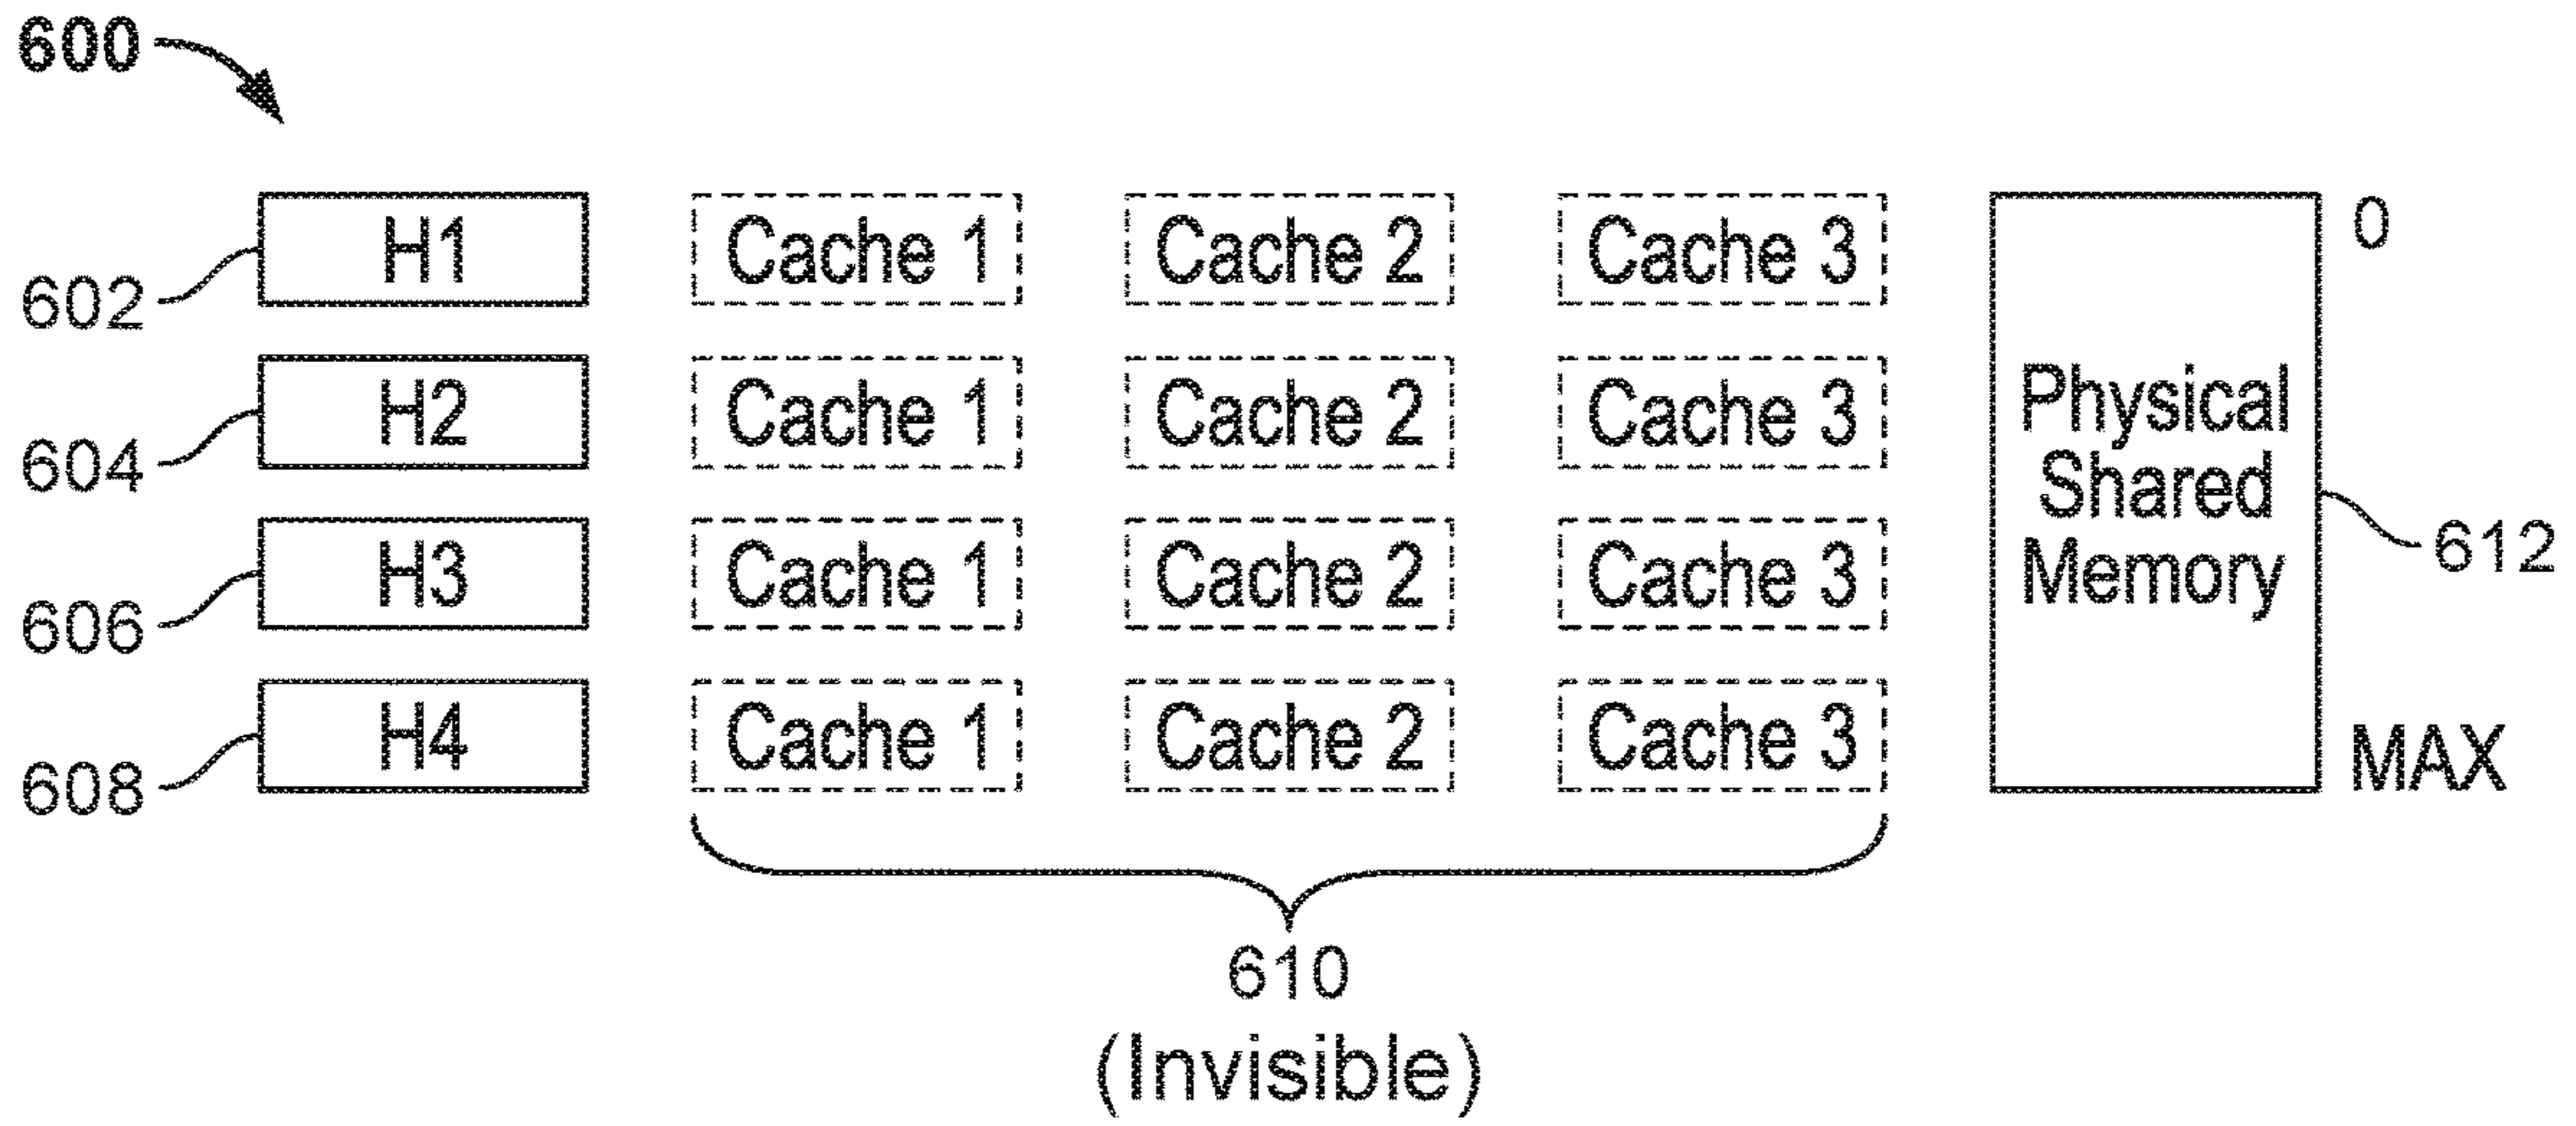 600
602 H1 Cache 1 Cache 2 Cache 3 0
604 H2 Cache 1 Cache 2 Cache 3
606 H3 Cache 1 Cache 2 Cache 3
608 H4 Cache 1 Cache 2 Cache 3
Physical
Shared
Memory
612
MAX
610
(Invisible)